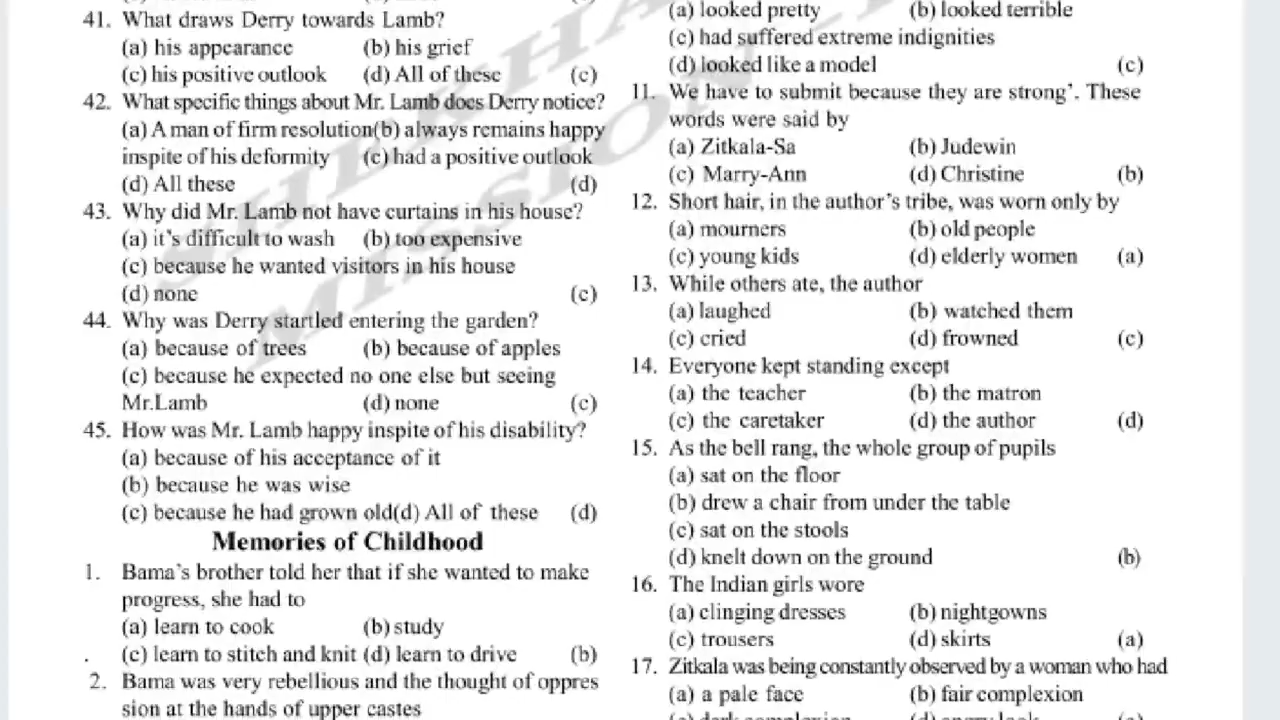 41. What draws Derry towards Lamb?
(a) his appearance (b) his grief
(c) his positive outlook (d) All of these (c)
42. What specific things about Mr. Lamb does Derry notice?
(a) A man of firm resolution(b) always remains happy
inspite of his deformity (c) had a positive outlook
(d) All these (d)
43. Why did Mr. Lamb not have curtains in his house?
(a) it's difficult to wash (b) too expensive
(c) because he wanted visitors in his house
(d) none (c)
44. Why was Derry startled entering the garden?
(a) because of trees (b) because of apples
(c) because he expected no one else but seeing
Mr.Lamb (d) none (c)
45. How was Mr. Lamb happy inspite of his disability?
(a) because of his acceptance of it
(b) because he was wise
(c) because he had grown old(d) All of these (d)
Memories of Childhood
1. Bama's brother told her that if she wanted to make
progress, she had to
(a) learn to cook (b) study
(c) learn to stitch and knit (d) learn to drive (b)
2. Bama was very rebellious and the thought of oppres
sion at the hands of upper castes
(a) looked pretty (b) looked terrible
(c) had suffered extreme indignities
(d) looked like a model (c)
11. We have to submit because they are strong'. These
words were said by
(a) Zitkala-Sa (b) Judewin
(c) Marry-Ann (d) Christine (b)
12. Short hair, in the author's tribe, was worn only by
(a) mourners (b) old people
(c) young kids (d) elderly women (a)
13. While others ate, the author
(a) laughed (b) watched them
(c) cried (d) frowned (c)
14. Everyone kept standing except
(a) the teacher (b) the matron
(c) the caretaker (d) the author (d)
15. As the bell rang, the whole group of pupils
(a) sat on the floor
(b) drew a chair from under the table
(c) sat on the stools
(d) knelt down on the ground (b)
16. The Indian girls wore
(a) clinging dresses (b) nightgowns
(c) trousers (d) skirts (a)
17. Zitkala was being constantly observed by a woman who had
(a) a pale face (b) fair complexion